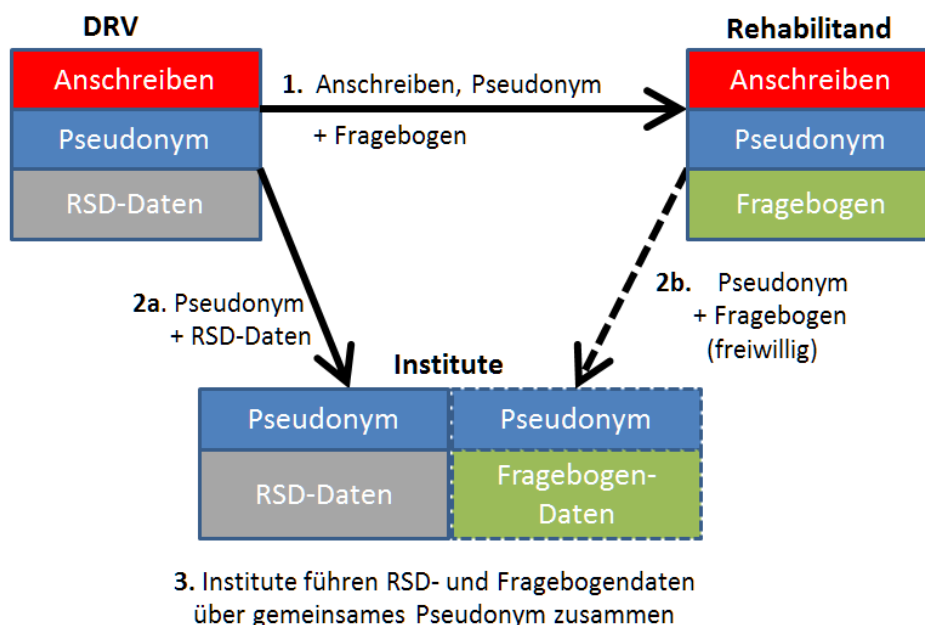 DRV
Rehabilitand
Anschreiben
Pseudonym
RSD-Daten
1. Anschreiben, Pseudonym
+ Fragebogen
Anschreiben
Pseudonym
Fragebogen
2a. Pseudonym
+ RSD-Daten
2b. Pseudonym
+ Fragebogen
(freiwillig)
Institute
Pseudonym
RSD-Daten
Pseudonym
Fragebogen-
Daten
3. Institute führen RSD- und Fragebogendaten
über gemeinsames Pseudonym zusammen